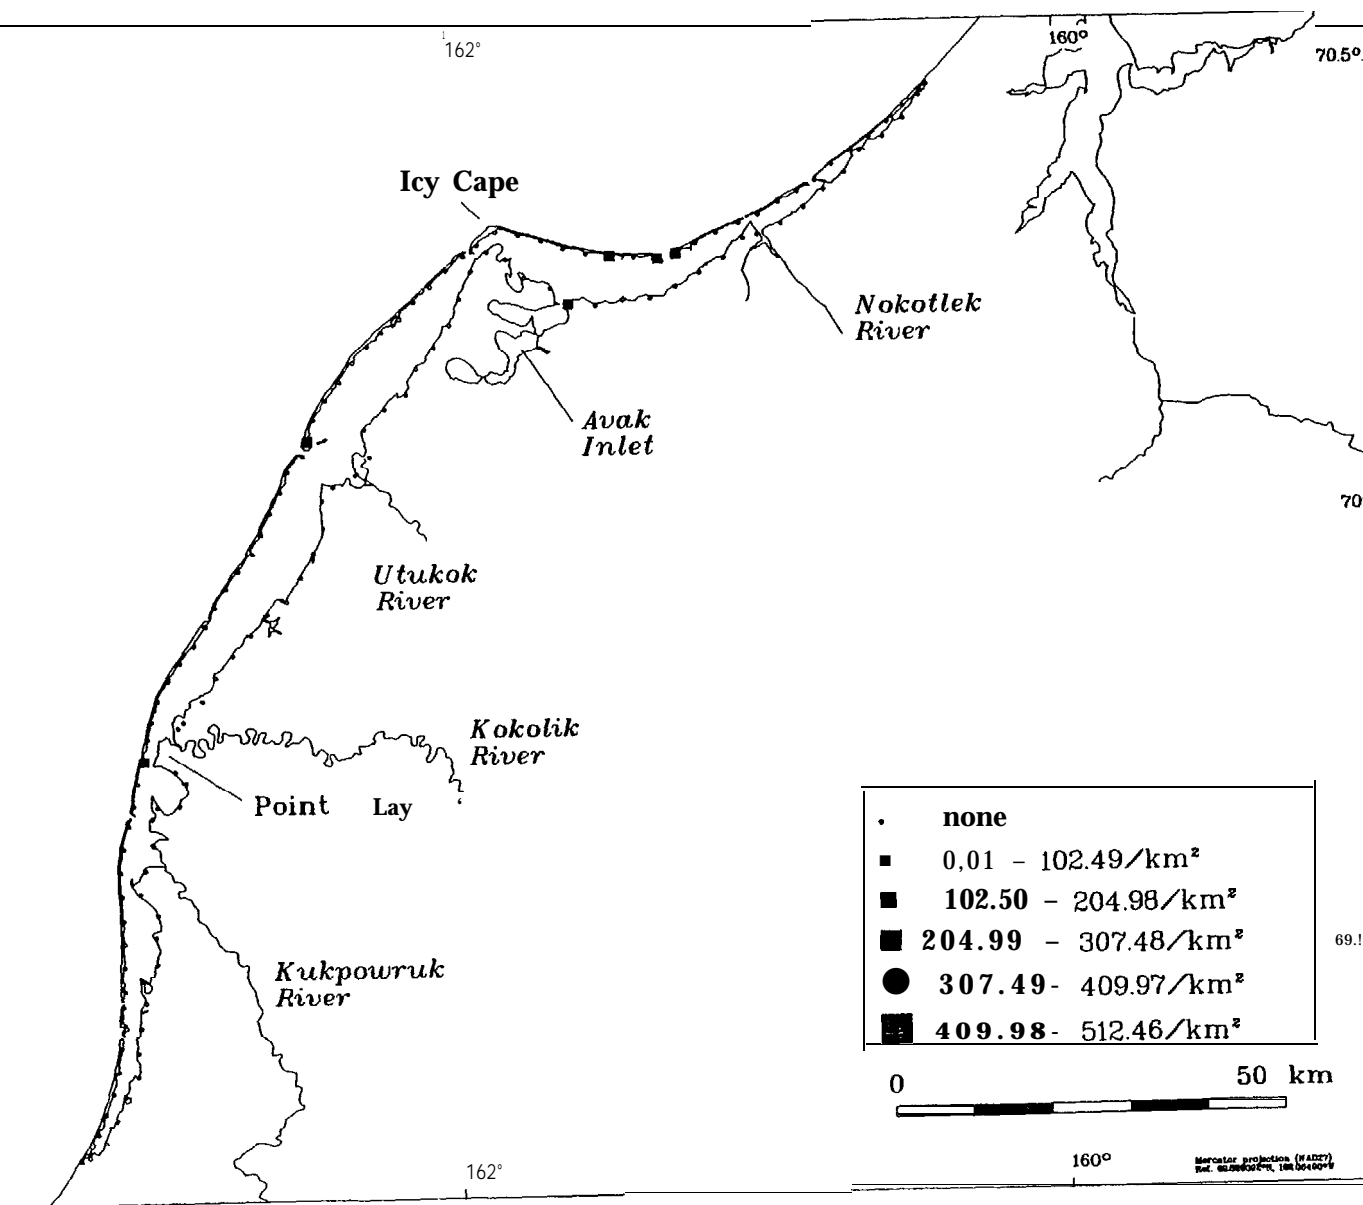 162°
160°
70.5°
Icy Cape
Nokotlek
River
Avak
Inlet
70
Utukok
River
Kokolik
River
Point Lay
none
0,01 – 102.49/km²
102.50 – 204.98/km²
204.99 – 307.48/km²
69.
Kukpowruk
River
307.49- 409.97/km²
409.98- 512.46/km²
0 50 km
162°
160°
Mercator projection (NAD27)